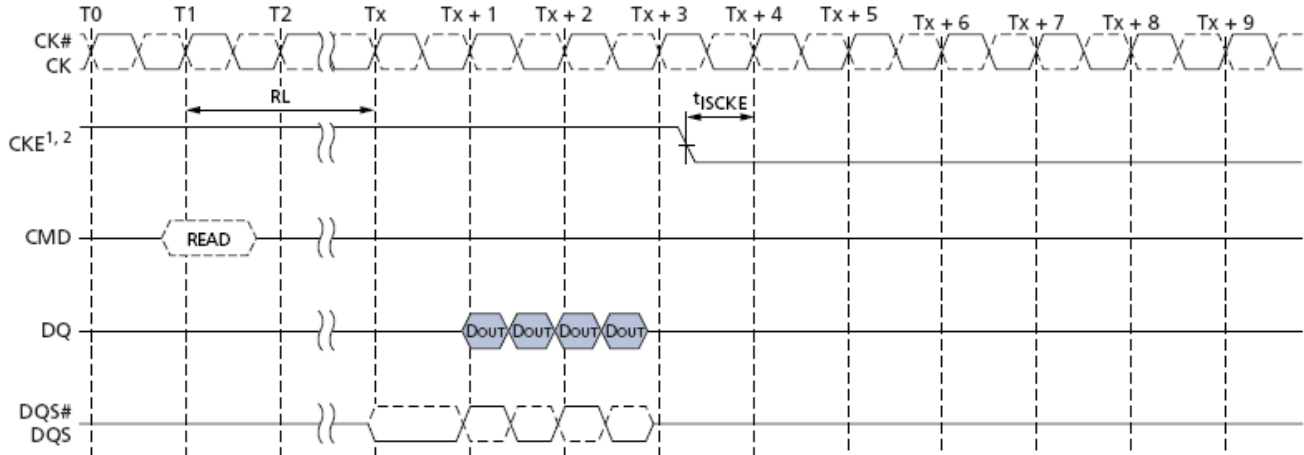 T0 T1 T2 Tx Tx + 1 Tx + 2 Tx + 3 Tx + 4 Tx + 5 Tx + 6 Tx + 7 Tx + 8 Tx + 9
CK#
CK
RL tISCKE
CKE1, 2
CMD READ
DQ DOUT DOUT DOUT DOUT
DQS#
DQS